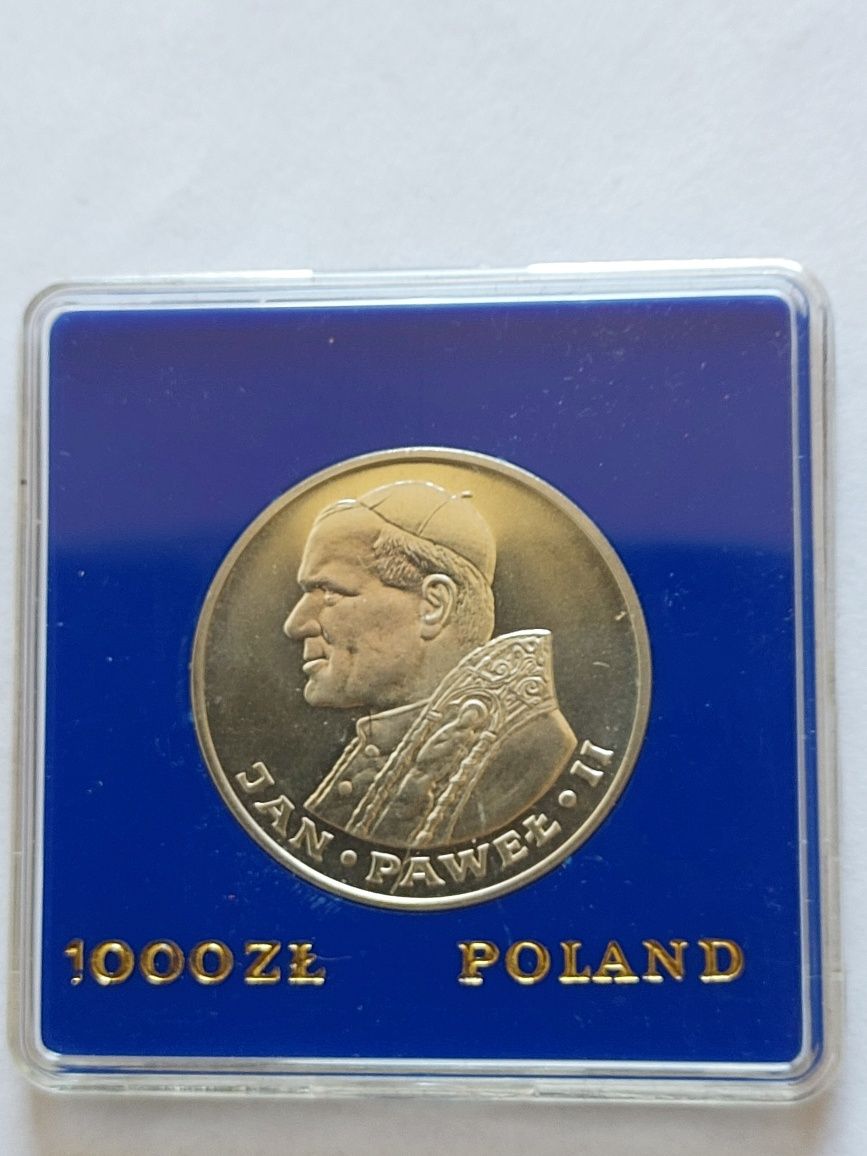 JAN • PAWEŁ • II
1000 ZŁ POLAND